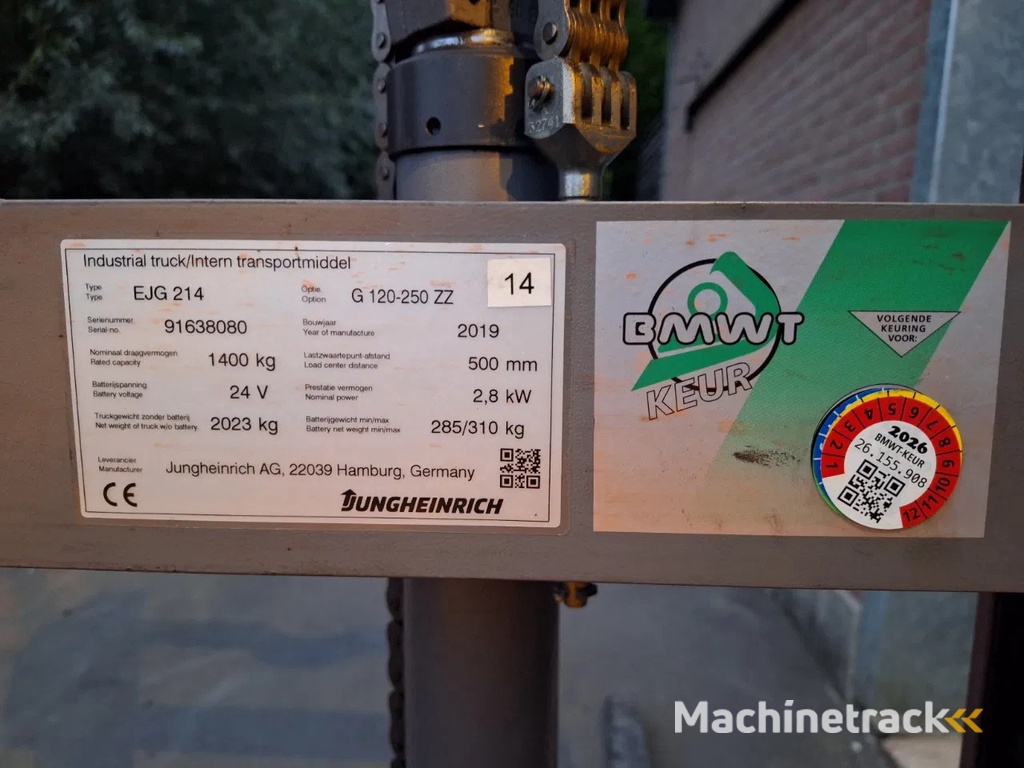 32741
Industrial truck/Intern transportmiddel
14
Type
Type
EJG 214
Optie
Option
G 120-250 ZZ
Serienummer
Serial-no.
91638080
Bouwjaar
Year of manufacture
2019
Nominaal draagvermogen
Rated capacity
1400 kg
Lastzwaartepunt-afstand
Load center distance
500 mm
Batterijspanning
Battery voltage
24 V
Prestatie vermogen
Nominal power
2,8 kW
Truckgewicht zonder batterij
Net weight of truck w/o battery
2023 kg
Batterijgewicht min/max
Battery net weight min/max
285/310 kg
Leverancier
Manufacturer
Jungheinrich AG, 22039 Hamburg, Germany
CE
JUNGHEINRICH
BMWT
KEUR
VOLGENDE
KEURING
VOOR:
1 2 3 4 5 6 7 8 9 10 11 12
2026
BMWT-KEUR
26.155.908
Machinetrack